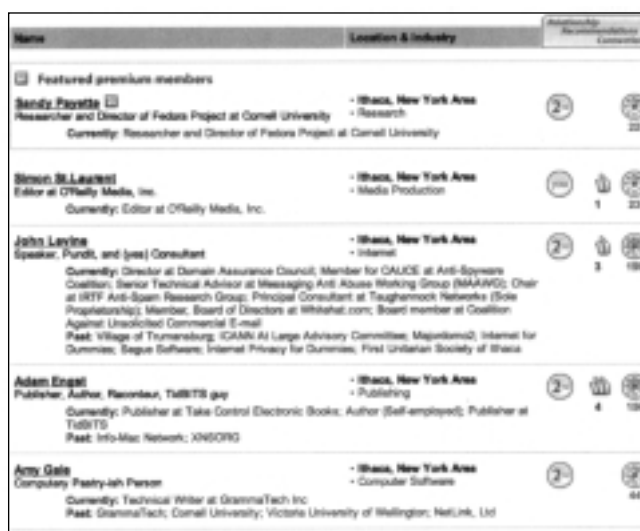 Relationship
Recommendations
Connections
Name Location & Industry
Featured premium members
Sandy Payette • Ithaca, New York Area 2nd
Researcher and Director of Fedora Project at Cornell University • Research
Currently: Researcher and Director of Fedora Project at Cornell University
Simon St.Laurent • Ithaca, New York Area you
Editor at O'Reilly Media, Inc. • Media Production 1
Currently: Editor at O'Reilly Media, Inc.
John Levine • Ithaca, New York Area 2nd
Speaker, Pundit, and (yes) Consultant • Internet 3
Currently: Director at Domain Assurance Council; Member for CAUCE at Anti-Spyware
Coalition; Senior Technical Advisor at Messaging Anti Abuse Working Group (MAAWG); Chair
at IRTF Anti-Spam Research Group; Principal Consultant at Taughannock Networks (Sole
Proprietorship); Member, Board of Directors at Whitehat.com; Board member at Coalition
Against Unsolicited Commercial E-mail
Past: Village of Trumansburg; ICANN At Large Advisory Committee; Majordomo2; Internet for
Dummies; Segue Software; Internet Privacy for Dummies; First Unitarian Society of Ithaca
Adam Engst • Ithaca, New York Area 2nd
Publisher, Author, Raconteur, TidBITS guy • Publishing 4
Currently: Publisher at Take Control Electronic Books; Author (Self-employed); Publisher at
TidBITS
Past: Info-Mac Network; XNSORG
Amy Gale • Ithaca, New York Area 2nd
Computery Pastry-ish Person • Computer Software 44
Currently: Technical Writer at GrammaTech Inc
Past: GrammaTech; Cornell University; Victoria University of Wellington; NetLink, Ltd